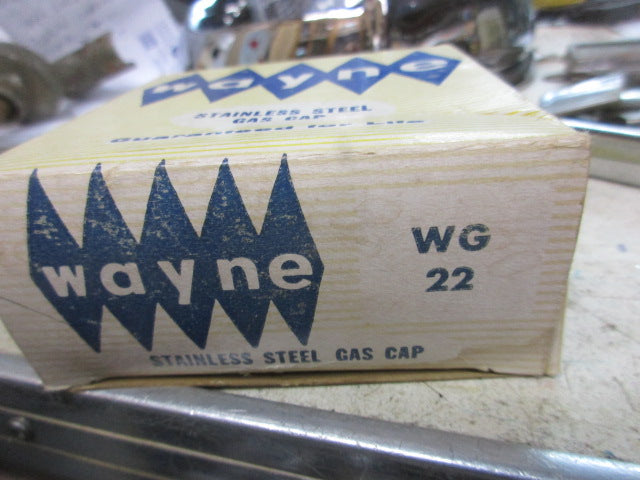 wayne
STAINLESS STEEL
GAS CAP
Guaranteed for Life
wayne
WG
22
STAINLESS STEEL GAS CAP